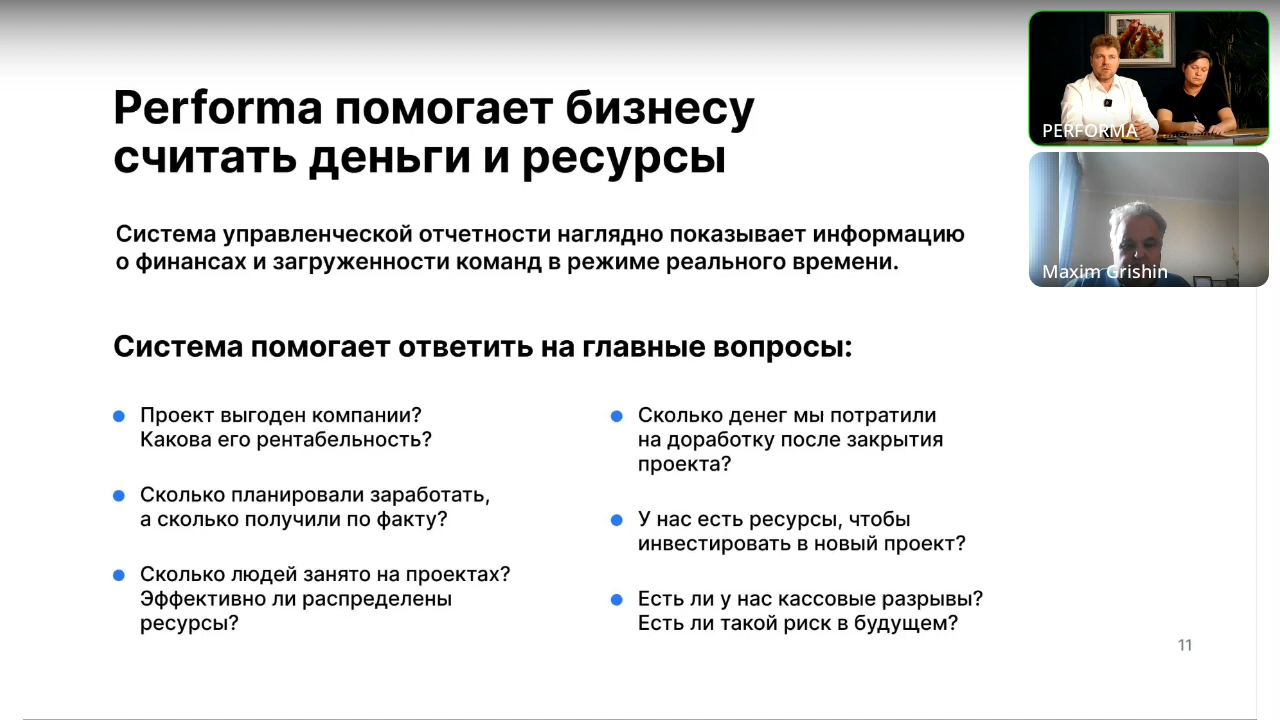 Performa помогает бизнесу
считать деньги и ресурсы
Система управленческой отчетности наглядно показывает информацию
о финансах и загруженности команд в режиме реального времени.
Система помогает ответить на главные вопросы:
Проект выгоден компании?
Какова его рентабельность?
Сколько планировали заработать,
а сколько получили по факту?
Сколько людей занято на проектах?
Эффективно ли распределены
ресурсы?
Сколько денег мы потратили
на доработку после закрытия
проекта?
У нас есть ресурсы, чтобы
инвестировать в новый проект?
Есть ли у нас кассовые разрывы?
Есть ли такой риск в будущем?
11
PERFORMA
Maxim Grishin